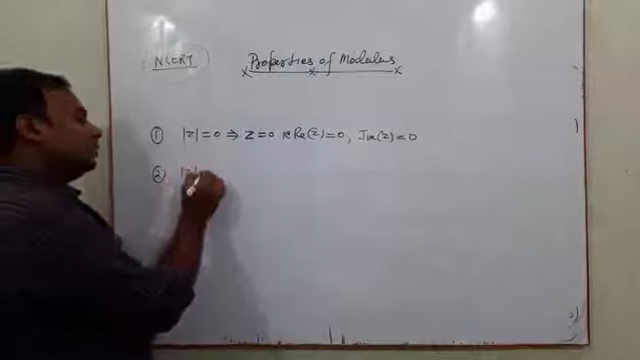 NCERT
Properties of Modulus
① |z| = 0 ⇒ z = 0 ie Re(z) = 0, Im(z) = 0
② |z|